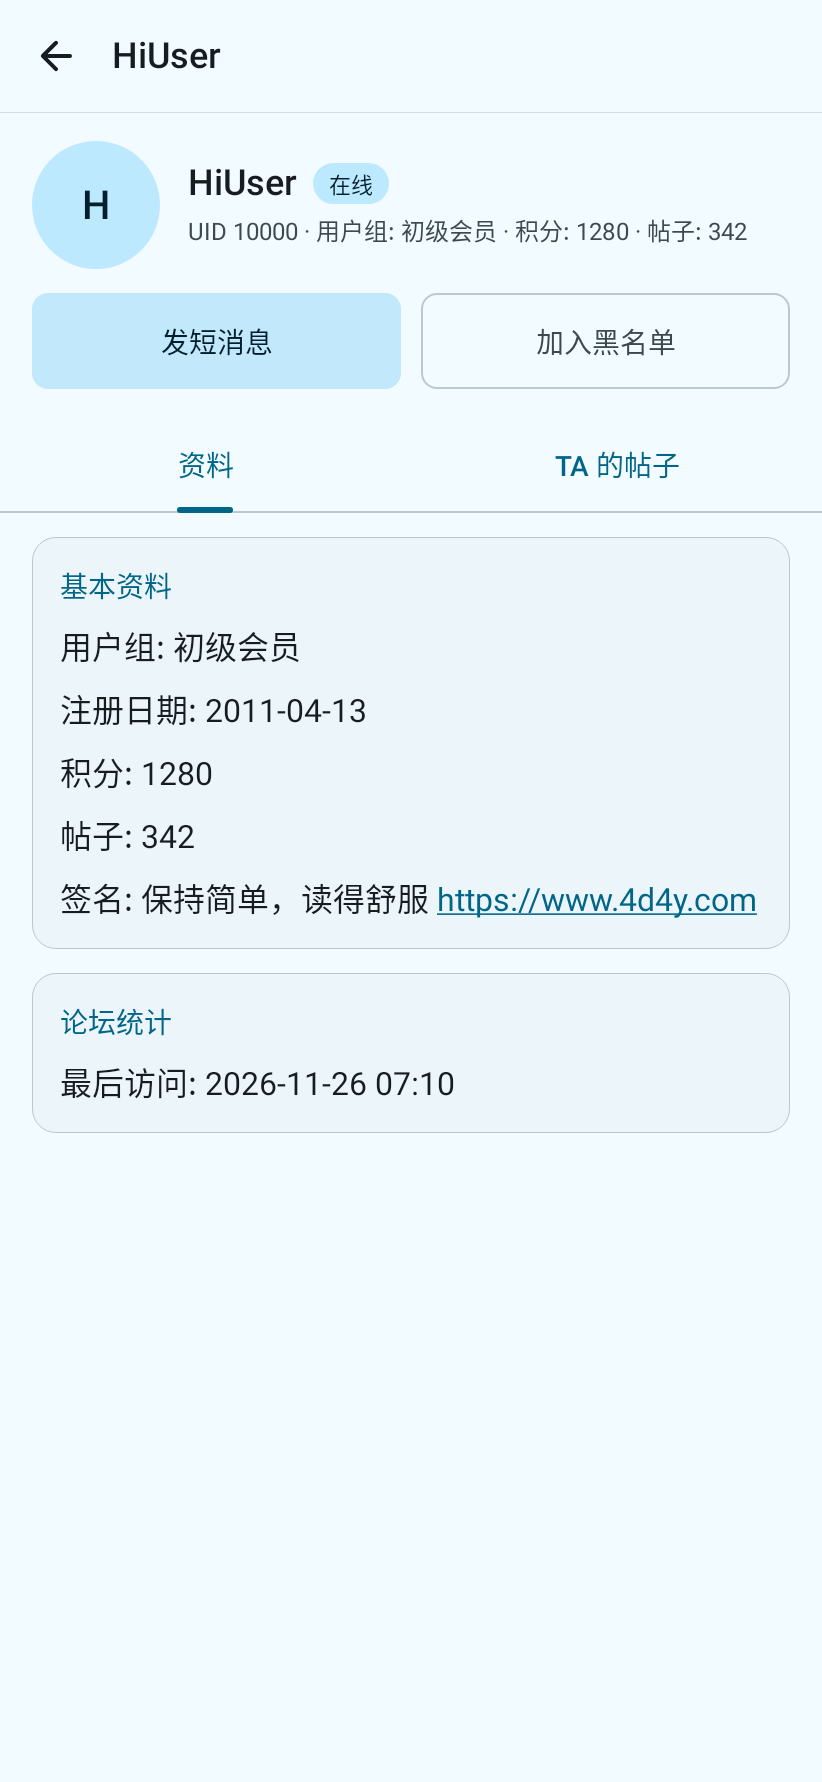 HiUser
H
HiUser 在线
UID 10000 · 用户组: 初级会员 · 积分: 1280 · 帖子: 342
发短消息 加入黑名单
资料 TA 的帖子
基本资料
用户组: 初级会员
注册日期: 2011-04-13
积分: 1280
帖子: 342
签名: 保持简单，读得舒服 https://www.4d4y.com
论坛统计
最后访问: 2026-11-26 07:10